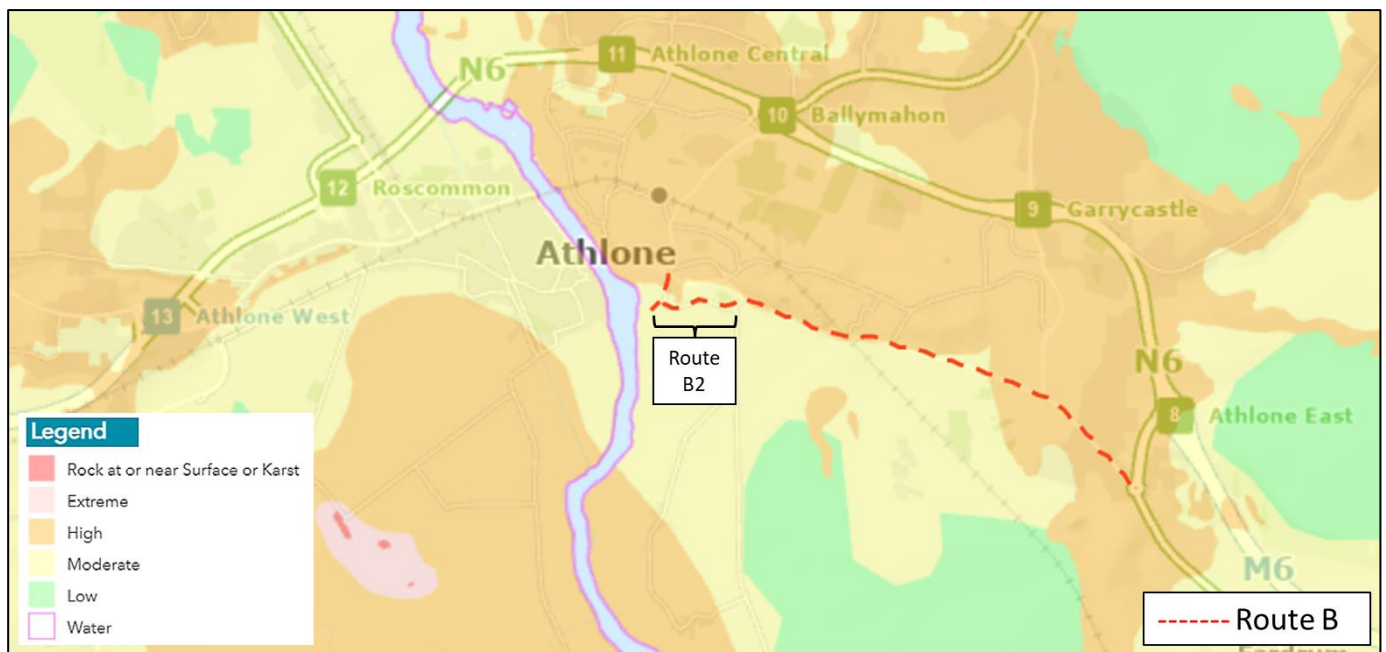 11 Athlone Central
N6
10 Ballymahon
12 Roscommon
9 Garrycastle
Athlone
13 Athlone West
Route
B2
N6
8 Athlone East
Legend
Rock at or near Surface or Karst
Extreme
High
Moderate
Low
Water
M6
Route B